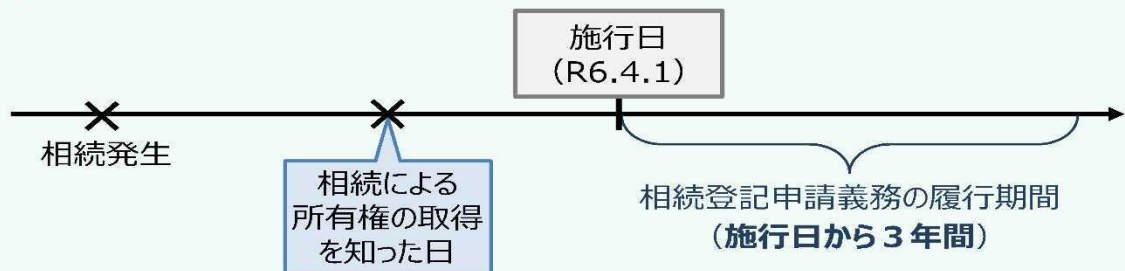 施行日
（R6.4.1）
相続発生
相続による
所有権の取得
を知った日
相続登記申請義務の履行期間
（施行日から３年間）